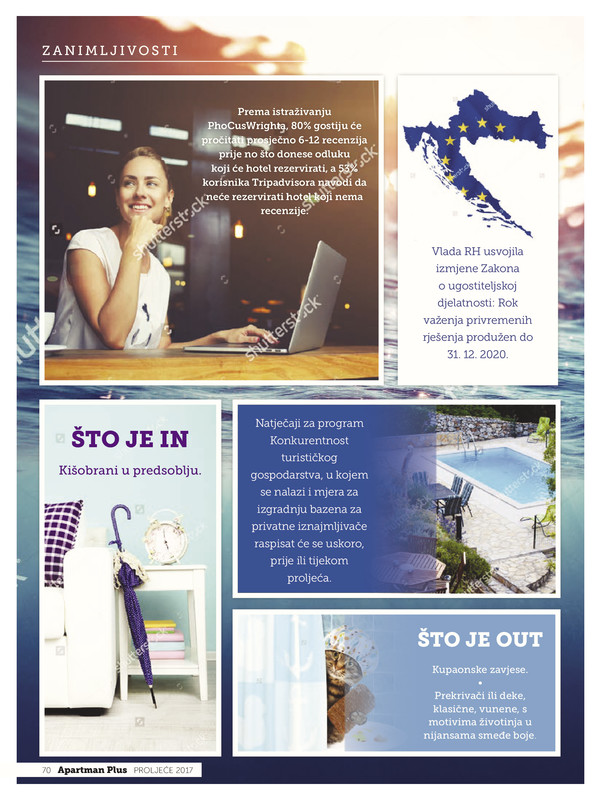 ZANIMLJIVOSTI
Prema istraživanju
PhoCusWrighta, 80% gostiju će
pročitati prosječno 6-12 recenzija
prije no što donese odluku
koji će hotel rezervirati, a 53%
korisnika Tripadvisora navodi da
neće rezervirati hotel koji nema
recenzije?
Vlada RH usvojila
izmjene Zakona
o ugostiteljskoj
djelatnosti: Rok
važenja privremenih
rješenja produžen do
31. 12. 2020.
ŠTO JE IN
Kišobrani u predsoblju.
Natječaji za program
Konkurentnost
turističkog
gospodarstva, u kojem
se nalazi i mjera za
izgradnju bazena za
privatne iznajmljivače
raspisat će se uskoro,
prije ili tijekom
proljeća.
ŠTO JE OUT
Kupaonske zavjese.
•
Prekrivači ili deke,
klasične, vunene, s
motivima životinja u
nijansama smeđe boje.
70 Apartman Plus PROLJEĆE 2017
shutterstock
shutterstock
shutterstock